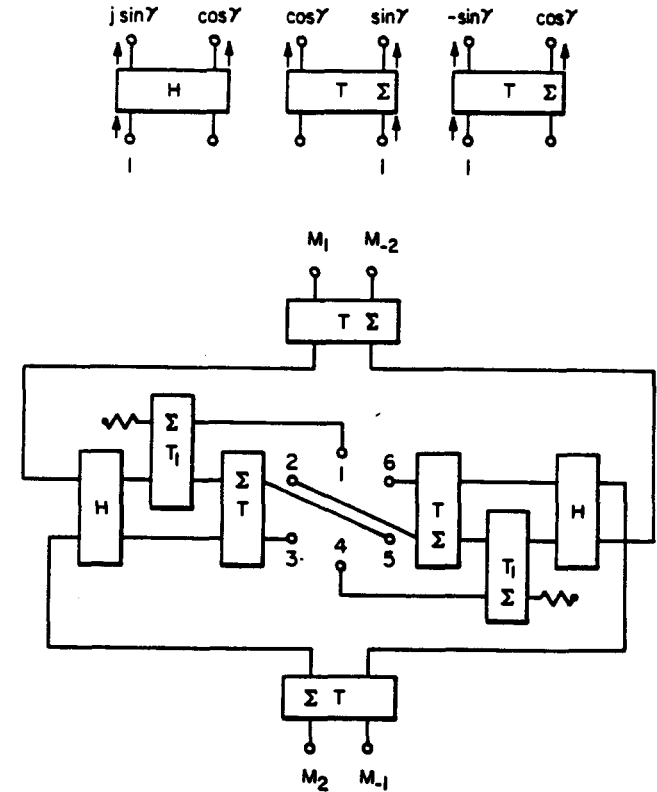 j sinγ cosγ cosγ sinγ -sinγ cosγ
H T Σ T Σ
1 1 1
M₁ M₋₂
T Σ
Σ
T₁
2 1 6
H Σ T H
T Σ
3 4 5
T₁
Σ
Σ T
M₂ M₋₁